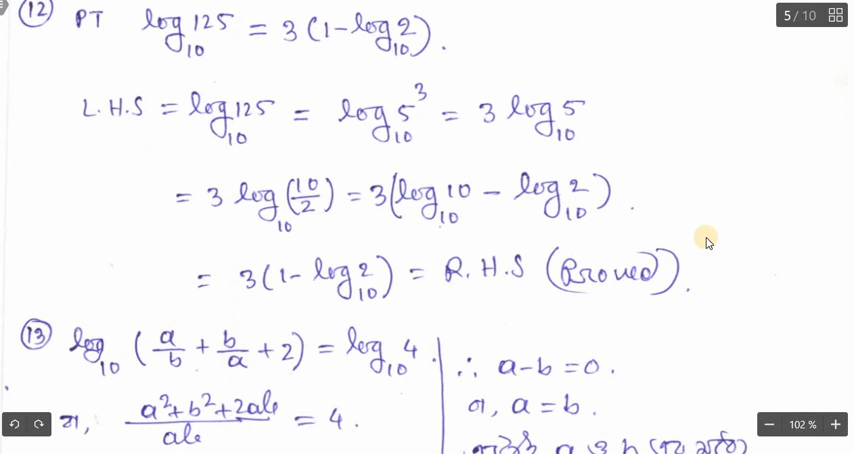 5 / 10
(12) PT log₁₀125 = 3(1-log₁₀2).
L.H.S = log₁₀125 = log₁₀5³ = 3 log₁₀5
= 3 log₁₀(10/2) = 3(log₁₀10 - log₁₀2).
= 3(1-log₁₀2) = R.H.S (Proved).
(13) log₁₀(a/b + b/a + 2) = log₁₀4.
বা, (a²+b²+2ab)/ab = 4.
∴ a-b=0.
বা, a=b.
102 %